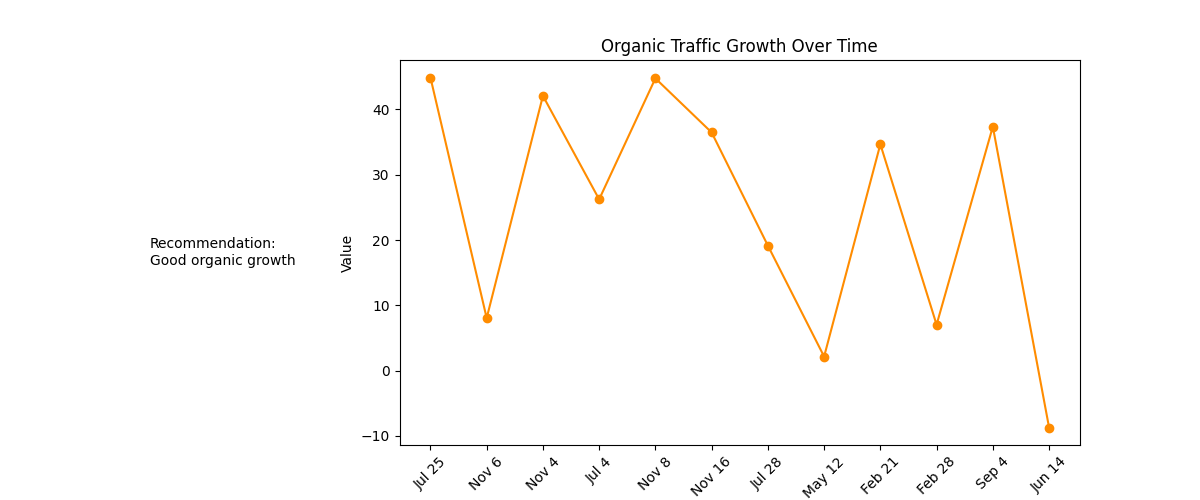 Organic Traffic Growth Over Time
Recommendation:
Good organic growth
Value
40
30
20
10
0
−10
Jul 25
Nov 6
Nov 4
Jul 4
Nov 8
Nov 16
Jul 28
May 12
Feb 21
Feb 28
Sep 4
Jun 14